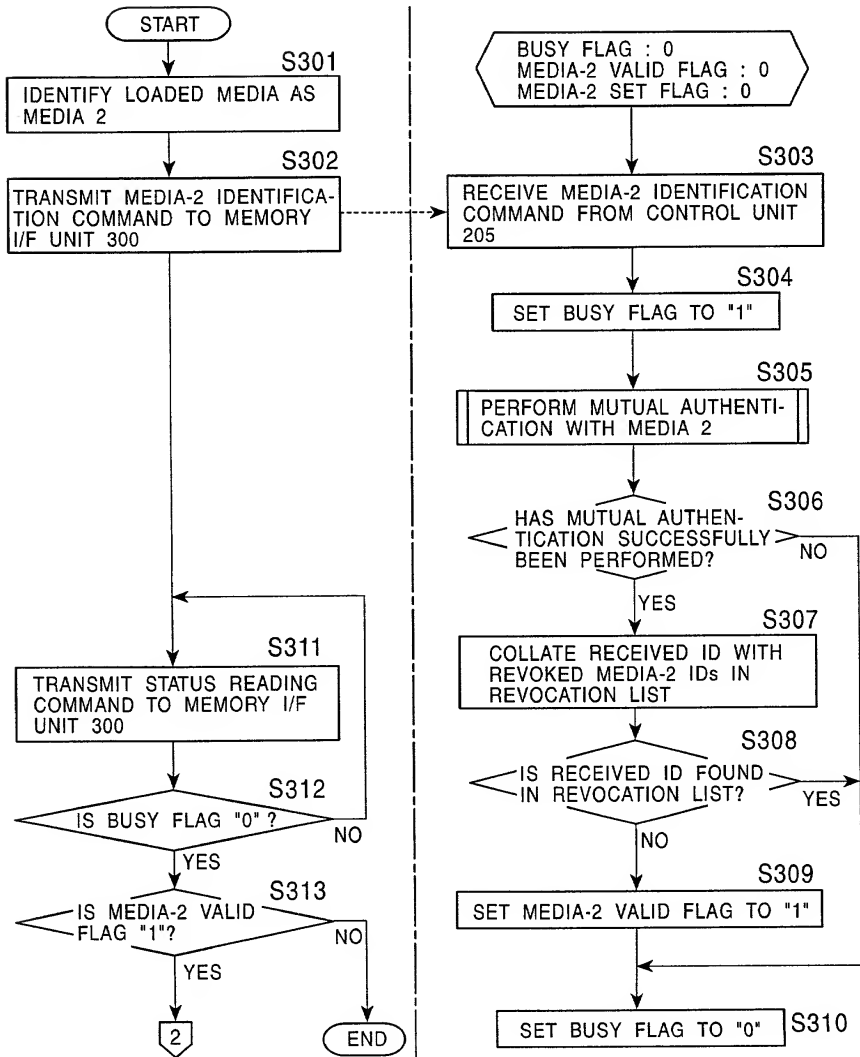 START
S301
IDENTIFY LOADED MEDIA AS
MEDIA 2
S302
TRANSMIT MEDIA-2 IDENTIFICA-
TION COMMAND TO MEMORY
I/F UNIT 300
S311
TRANSMIT STATUS READING
COMMAND TO MEMORY I/F
UNIT 300
S312
IS BUSY FLAG "0" ?
NO
YES
S313
IS MEDIA-2 VALID
FLAG "1"?
NO
YES
2
END
BUSY FLAG : 0
MEDIA-2 VALID FLAG : 0
MEDIA-2 SET FLAG : 0
S303
RECEIVE MEDIA-2 IDENTIFICATION
COMMAND FROM CONTROL UNIT
205
S304
SET BUSY FLAG TO "1"
S305
PERFORM MUTUAL AUTHENTI-
CATION WITH MEDIA 2
S306
HAS MUTUAL AUTHEN-
TICATION SUCCESSFULLY
BEEN PERFORMED?
NO
YES
S307
COLLATE RECEIVED ID WITH
REVOKED MEDIA-2 IDs IN
REVOCATION LIST
S308
IS RECEIVED ID FOUND
IN REVOCATION LIST?
YES
NO
S309
SET MEDIA-2 VALID FLAG TO "1"
SET BUSY FLAG TO "0"
S310